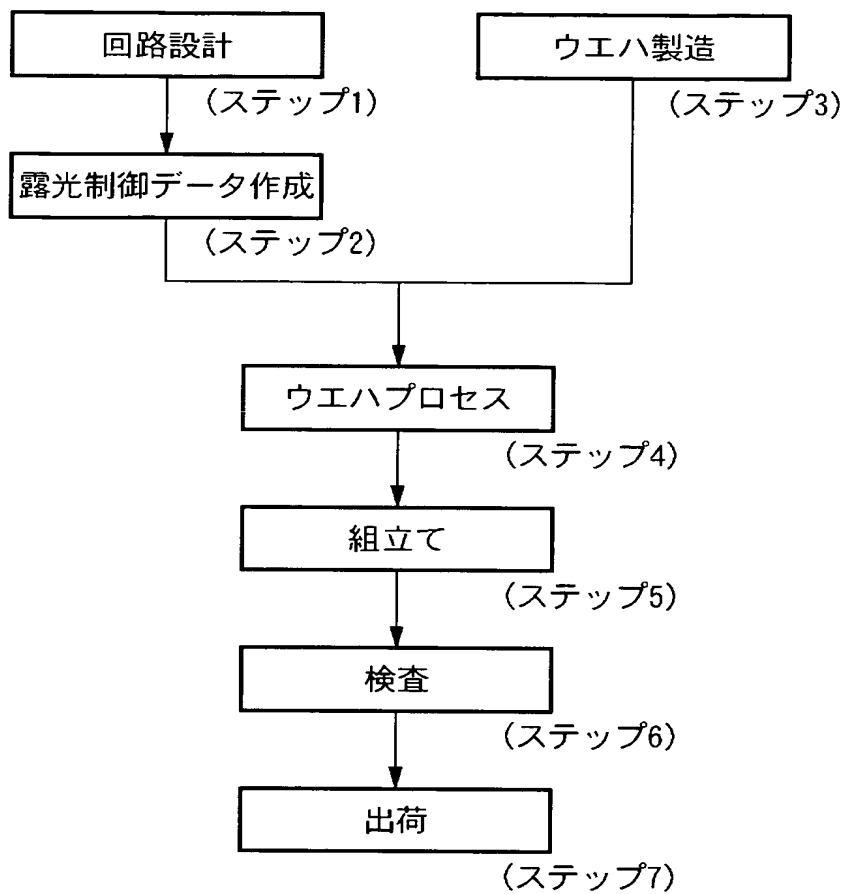 回路設計
(ステップ1)
露光制御データ作成
(ステップ2)
ウエハ製造
(ステップ3)
ウエハプロセス
(ステップ4)
組立て
(ステップ5)
検査
(ステップ6)
出荷
(ステップ7)